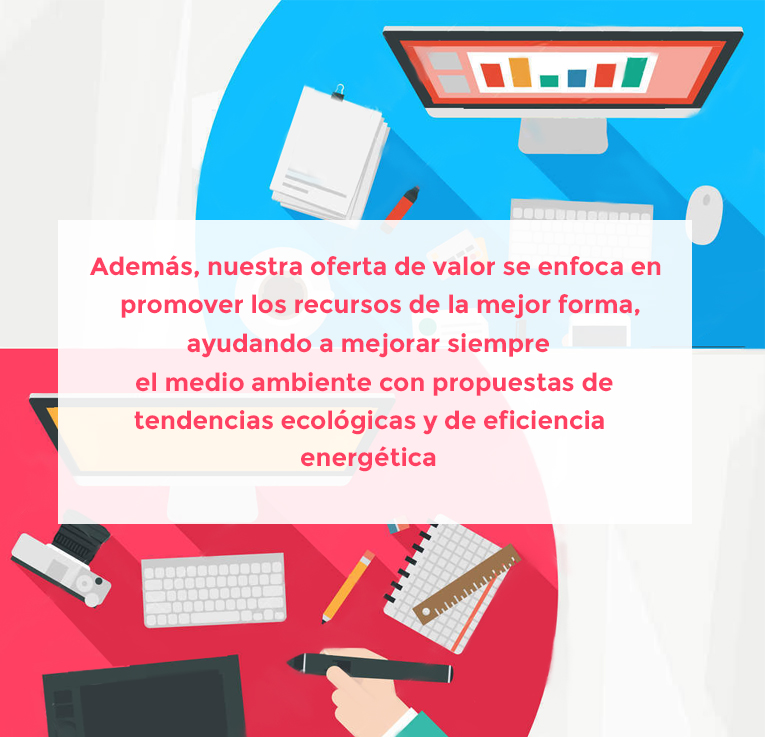 Además, nuestra oferta de valor se enfoca en
promover los recursos de la mejor forma,
ayudando a mejorar siempre
el medio ambiente con propuestas de
tendencias ecológicas y de eficiencia
energética